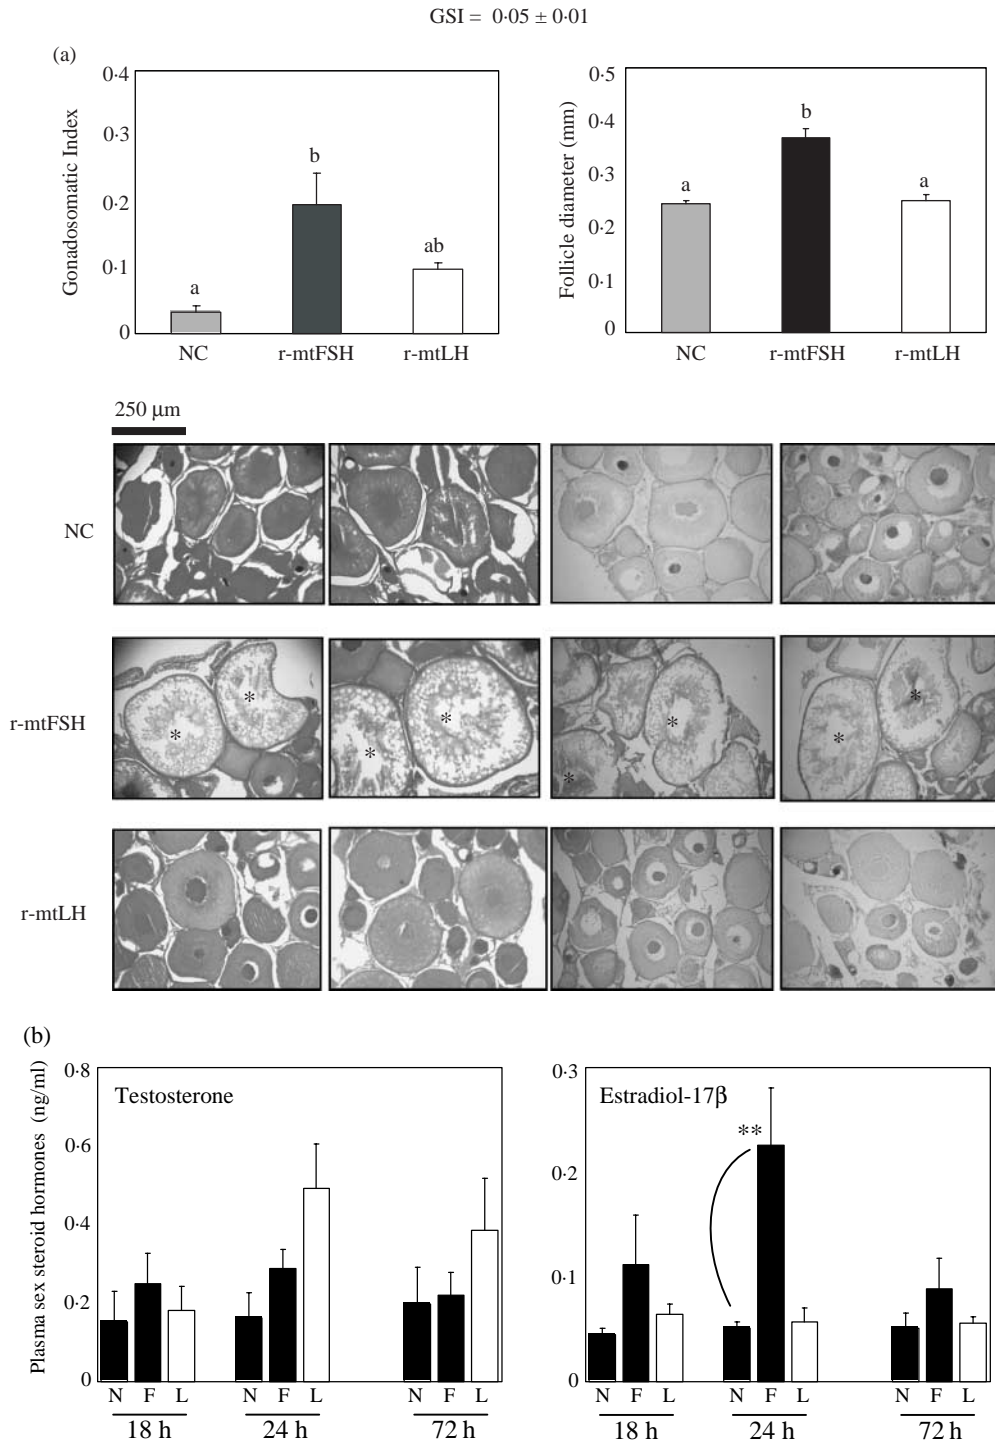 GSI = 0·05 ± 0·01
(a)
Gonadosomatic Index
0·4
0·3
0·2
0·1
0
a
b
ab
NC
r-mtFSH
r-mtLH
Follicle diameter (mm)
0·5
0·4
0·3
0·2
0·1
0
a
b
a
NC
r-mtFSH
r-mtLH
250 μm
NC
r-mtFSH
* * * * * * * *
r-mtLH
(b)
Plasma sex steroid hormones (ng/ml)
0·8
0·6
0·4
0·2
0
Testosterone
N F L N F L N F L
18 h 24 h 72 h
0·3
0·2
0·1
0
Estradiol-17β
**
N F L N F L N F L
18 h 24 h 72 h